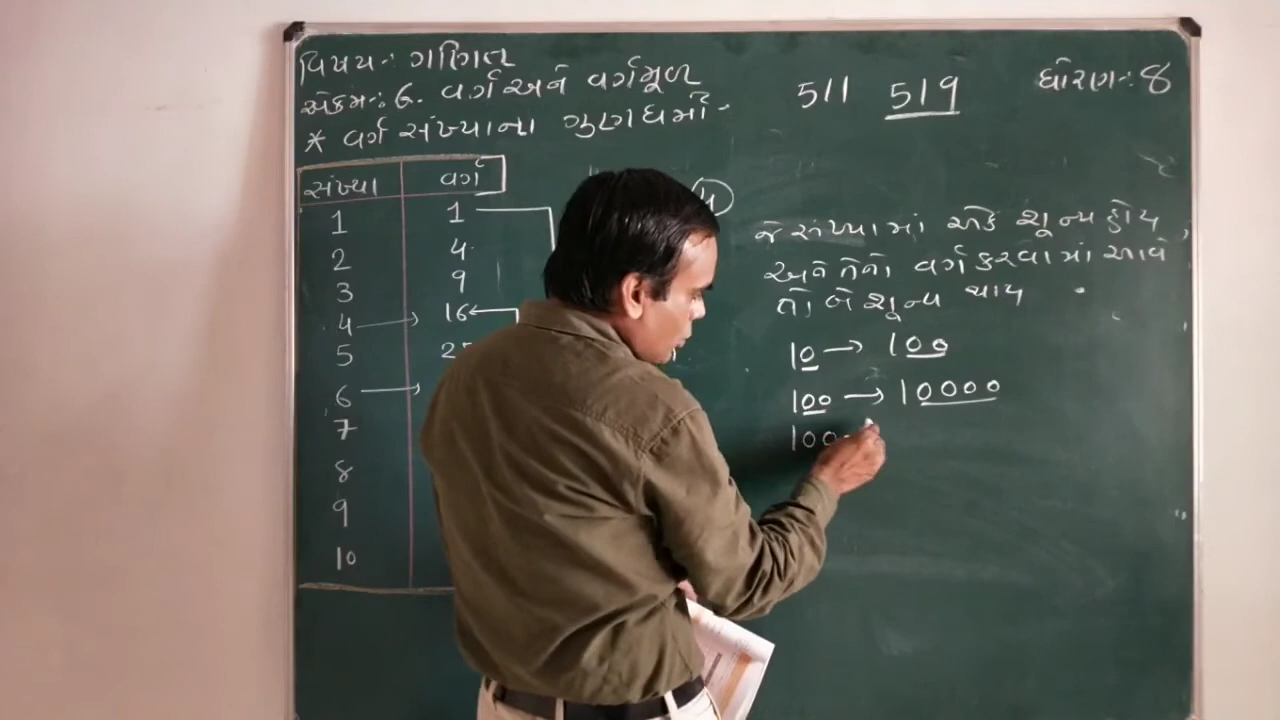 વિષય:- ગણિત
એકમ:- 6. વર્ગ અને વર્ગમૂળ
* વર્ગ સંખ્યાના ગુણધર્મો -
511 519
ધોરણ:- 8
સંખ્યા વર્ગ
1 1
2 4
3 9
4 16
5
6
7
8
9
10
જે સંખ્યામાં એક શૂન્ય હોય,
અને તેનો વર્ગ કરવામાં આવે
તો બે શૂન્ય થાય .
10 → 100
100 → 10000
100